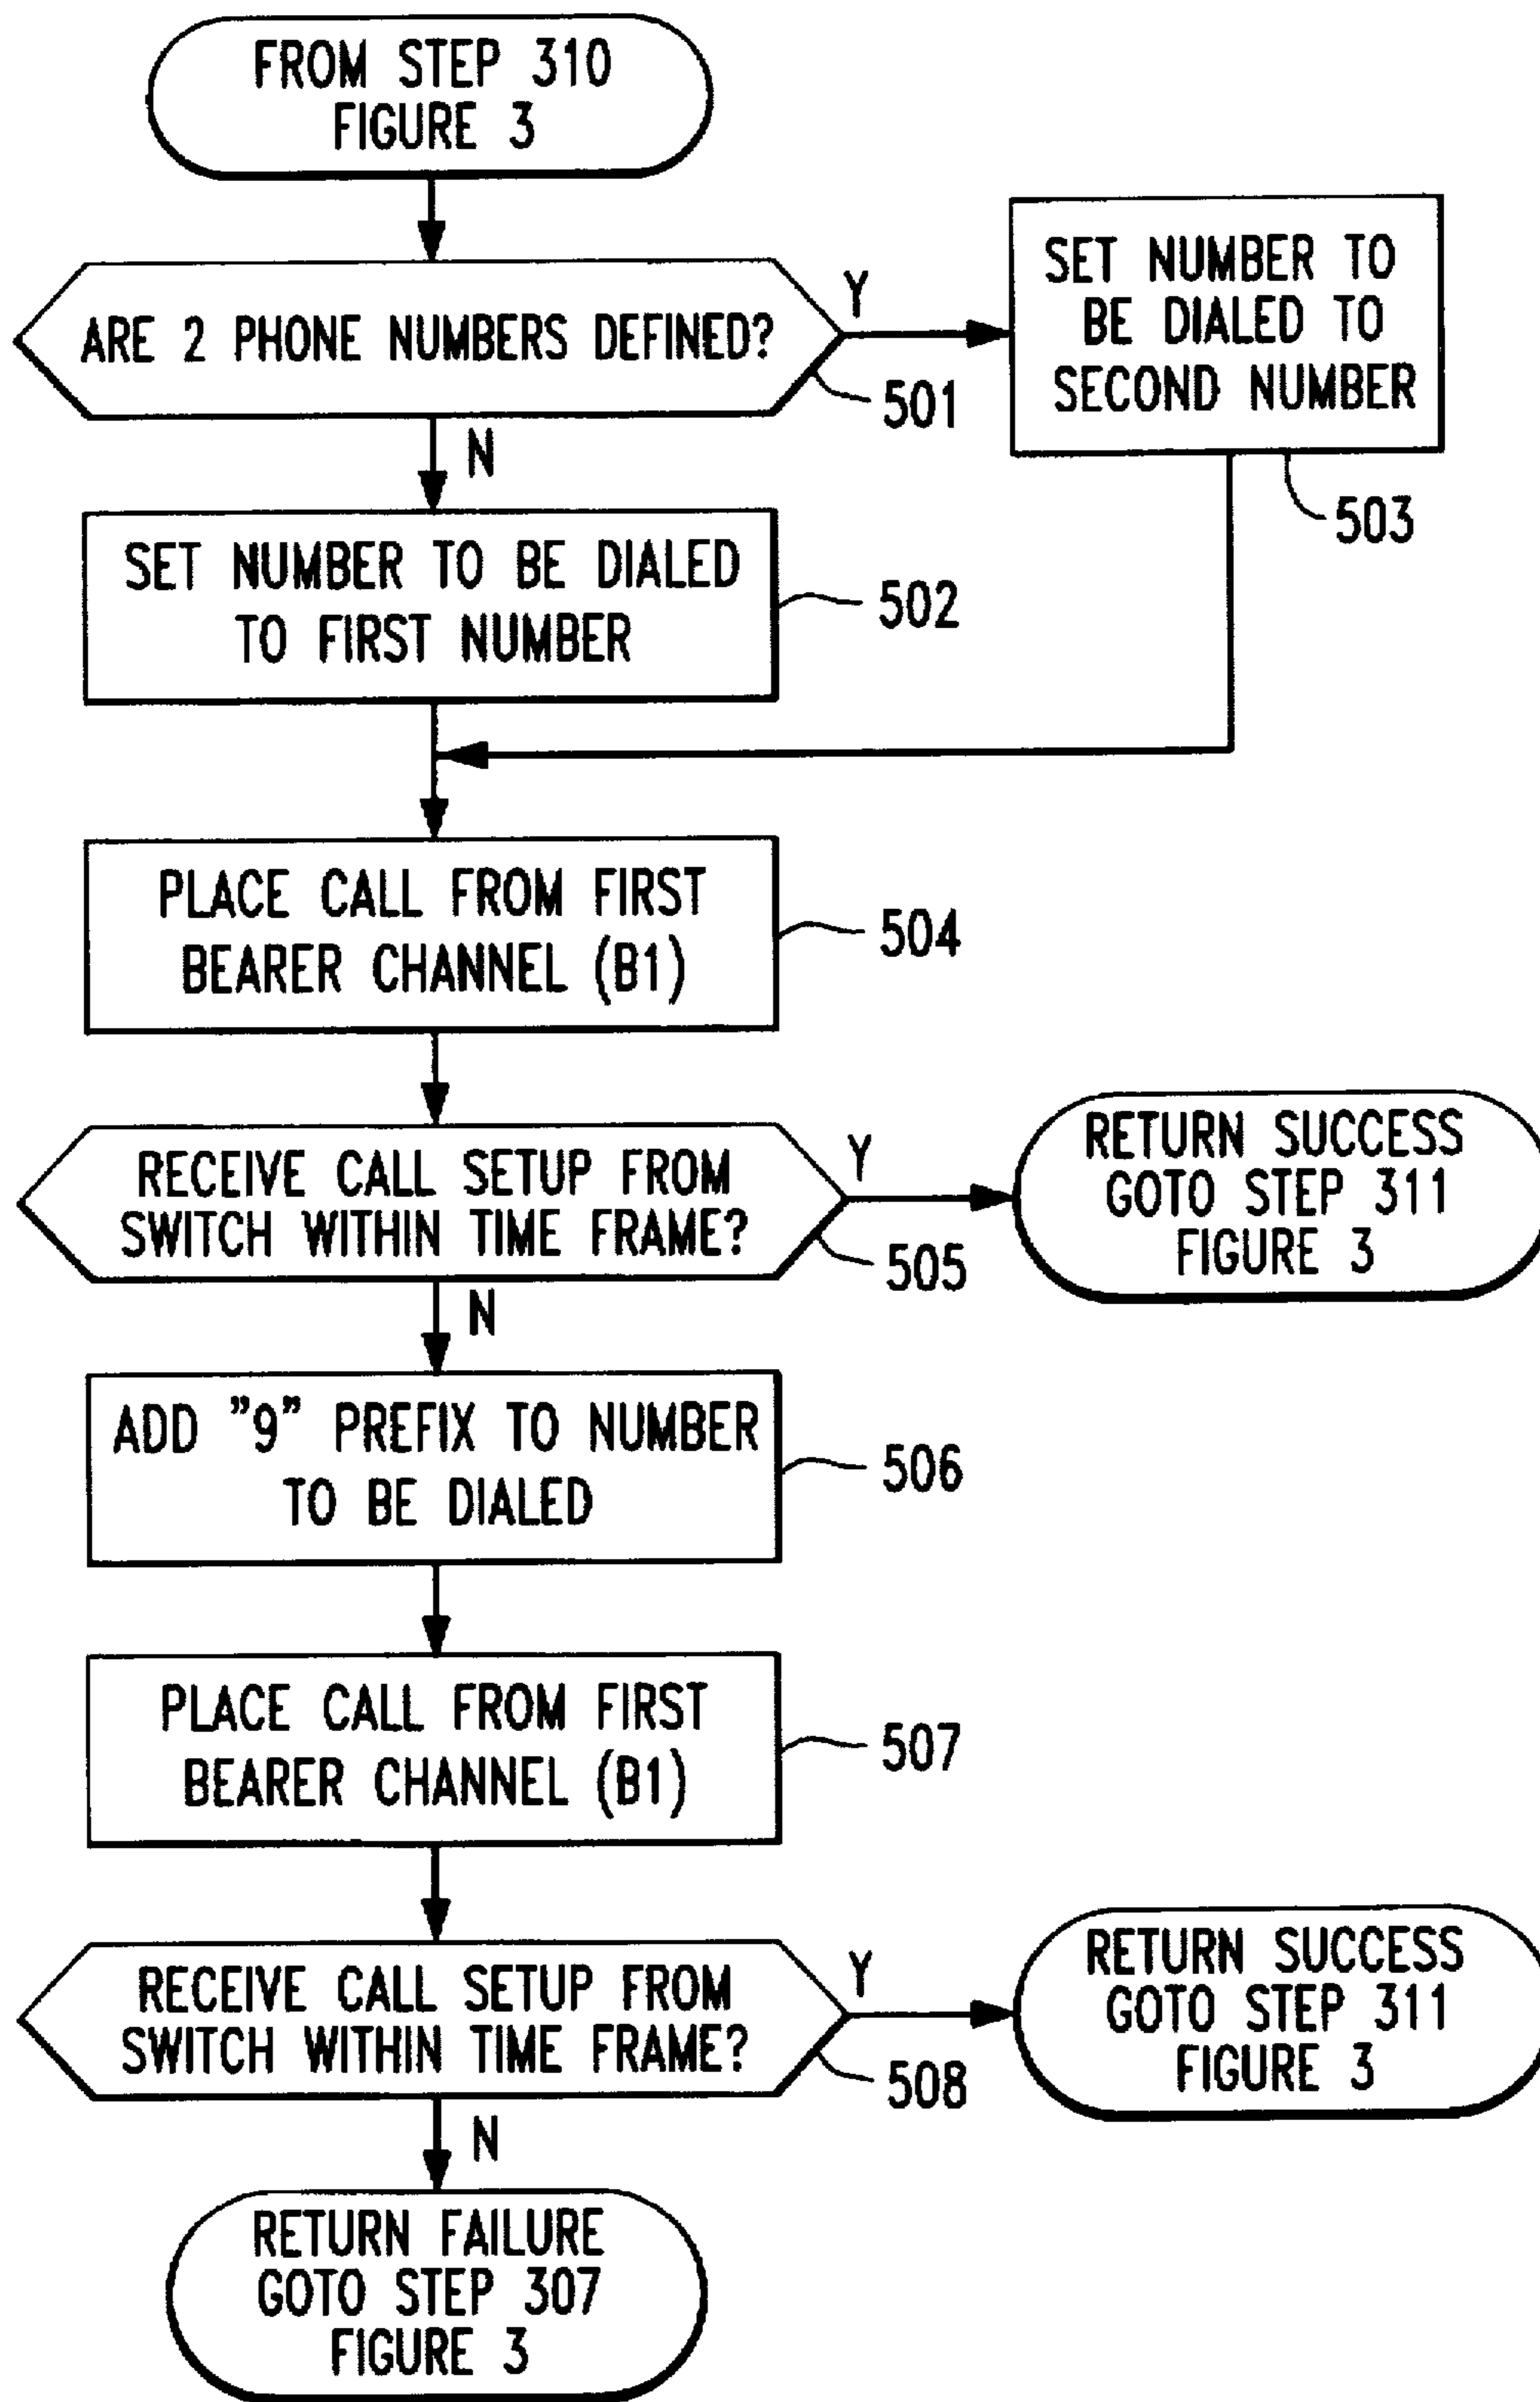 FROM STEP 310
FIGURE 3
ARE 2 PHONE NUMBERS DEFINED?
Y
501
SET NUMBER TO
BE DIALED TO
SECOND NUMBER
503
N
SET NUMBER TO BE DIALED
TO FIRST NUMBER
502
PLACE CALL FROM FIRST
BEARER CHANNEL (B1)
504
RECEIVE CALL SETUP FROM
SWITCH WITHIN TIME FRAME?
Y
505
RETURN SUCCESS
GOTO STEP 311
FIGURE 3
N
ADD "9" PREFIX TO NUMBER
TO BE DIALED
506
PLACE CALL FROM FIRST
BEARER CHANNEL (B1)
507
RECEIVE CALL SETUP FROM
SWITCH WITHIN TIME FRAME?
Y
508
RETURN SUCCESS
GOTO STEP 311
FIGURE 3
N
RETURN FAILURE
GOTO STEP 307
FIGURE 3